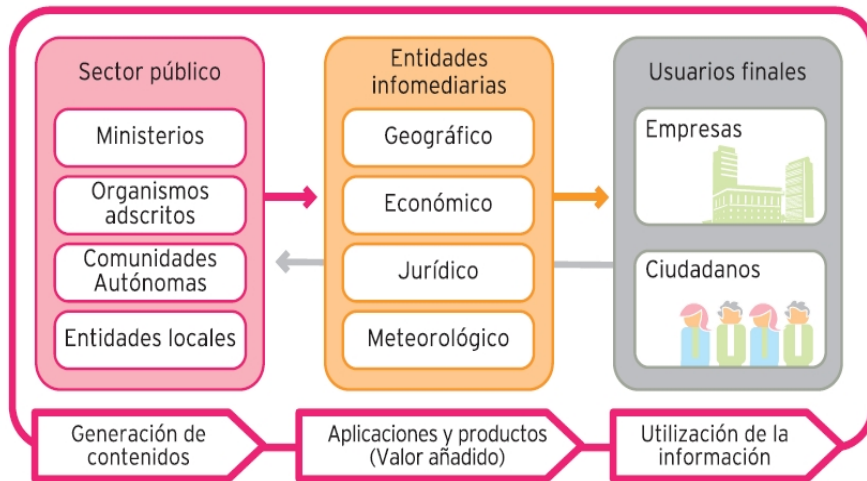 Sector público
Ministerios
Organismos
adscritos
Comunidades
Autónomas
Entidades locales
Entidades
infomediarias
Geográfico
Económico
Jurídico
Meteorológico
Usuarios finales
Empresas
Ciudadanos
Generación de
contenidos
Aplicaciones y productos
(Valor añadido)
Utilización de la
información